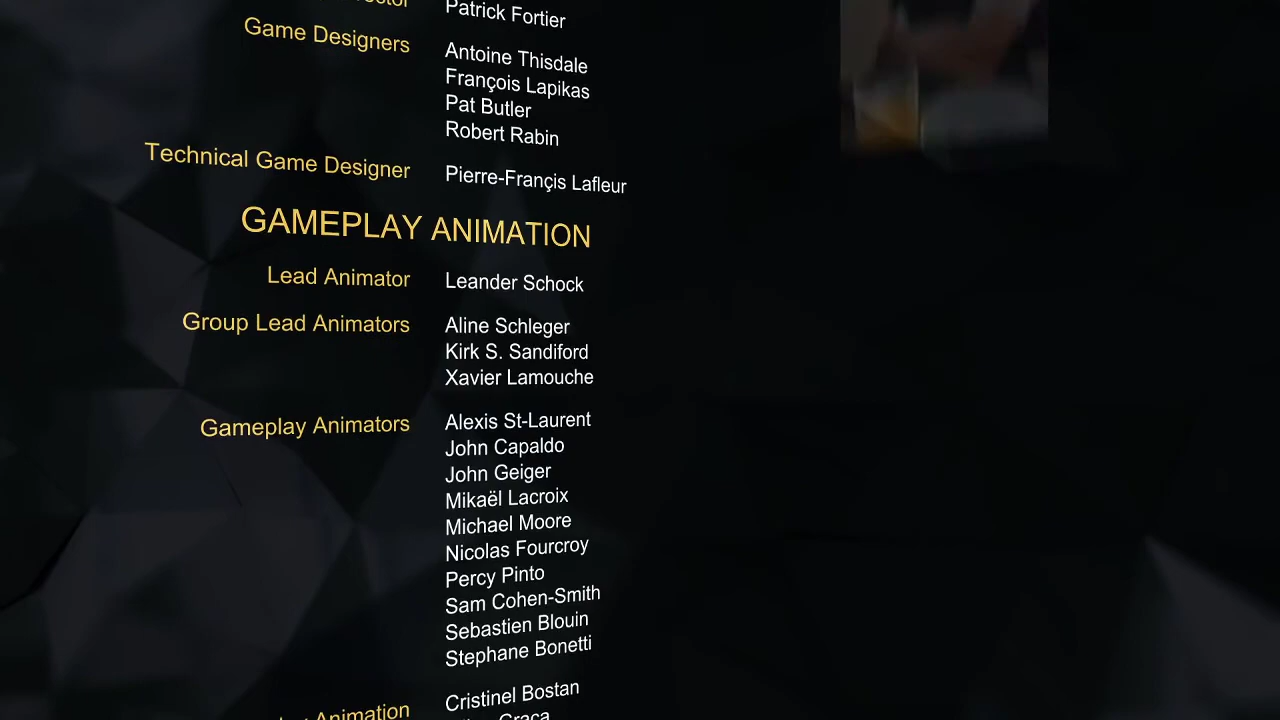 Patrick Fortier
Game Designers Antoine Thisdale
François Lapikas
Pat Butler
Robert Rabin
Technical Game Designer Pierre-Françis Lafleur
GAMEPLAY ANIMATION
Lead Animator Leander Schock
Group Lead Animators Aline Schleger
Kirk S. Sandiford
Xavier Lamouche
Gameplay Animators Alexis St-Laurent
John Capaldo
John Geiger
Mikaël Lacroix
Michael Moore
Nicolas Fourcroy
Percy Pinto
Sam Cohen-Smith
Sebastien Blouin
Stephane Bonetti
Animation Cristinel Bostan
Graca